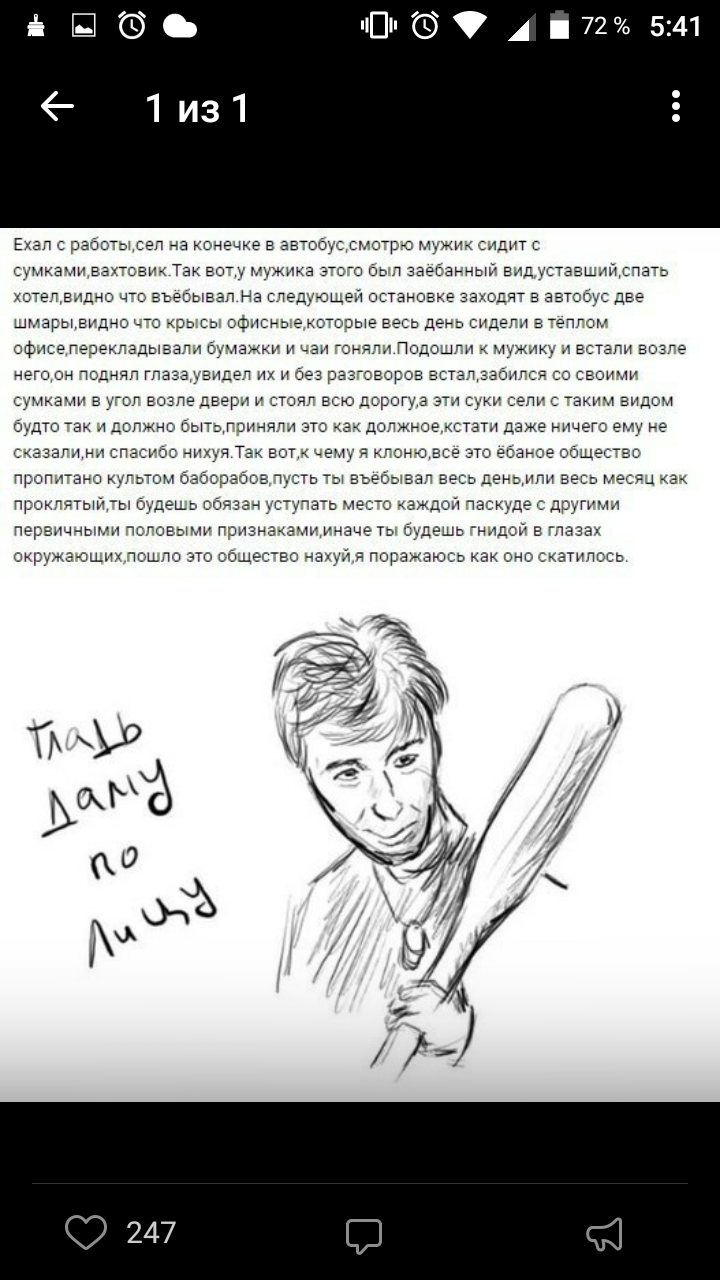 72 % 5:41
1 из 1
Ехал с работы,сел на конечке в автобус,смотрю мужик сидит с
сумками,вахтовик.Так вот,у мужика этого был заёбанный вид,уставший,спать
хотел,видно что въёбывал.На следующей остановке заходят в автобус две
шмары,видно что крысы офисные,которые весь день сидели в тёплом
офисе,перекладывали бумажки и чаи гоняли.Подошли к мужику и встали возле
него,он поднял глаза,увидел их и без разговоров встал,забился со своими
сумками в угол возле двери и стоял всю дорогу,а эти суки сели с таким видом
будто так и должно быть,приняли это как должное,кстати даже ничего ему не
сказали,ни спасибо нихуя.Так вот,к чему я клоню,всё это ёбаное общество
пропитано культом баборабов,пусть ты въёбывал весь день,или весь месяц как
проклятый,ты будешь обязан уступать место каждой паскуде с другими
первичными половыми признаками,иначе ты будешь гнидой в глазах
окружающих,пошло это общество нахуй,я поражаюсь как оно скатилось.
гладь
даму
по
лицу
247